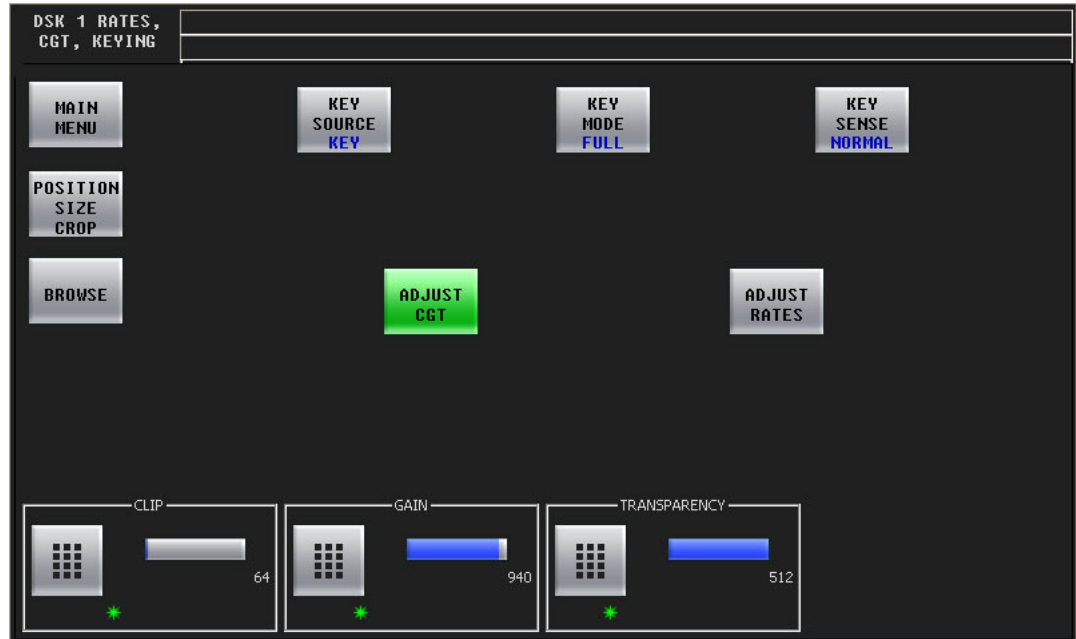 DSK 1 RATES,
CGT, KEYING
MAIN
MENU
KEY
SOURCE
KEY
KEY
MODE
FULL
KEY
SENSE
NORMAL
POSITION
SIZE
CROP
BROWSE
ADJUST
CGT
ADJUST
RATES
CLIP
64
GAIN
940
TRANSPARENCY
512